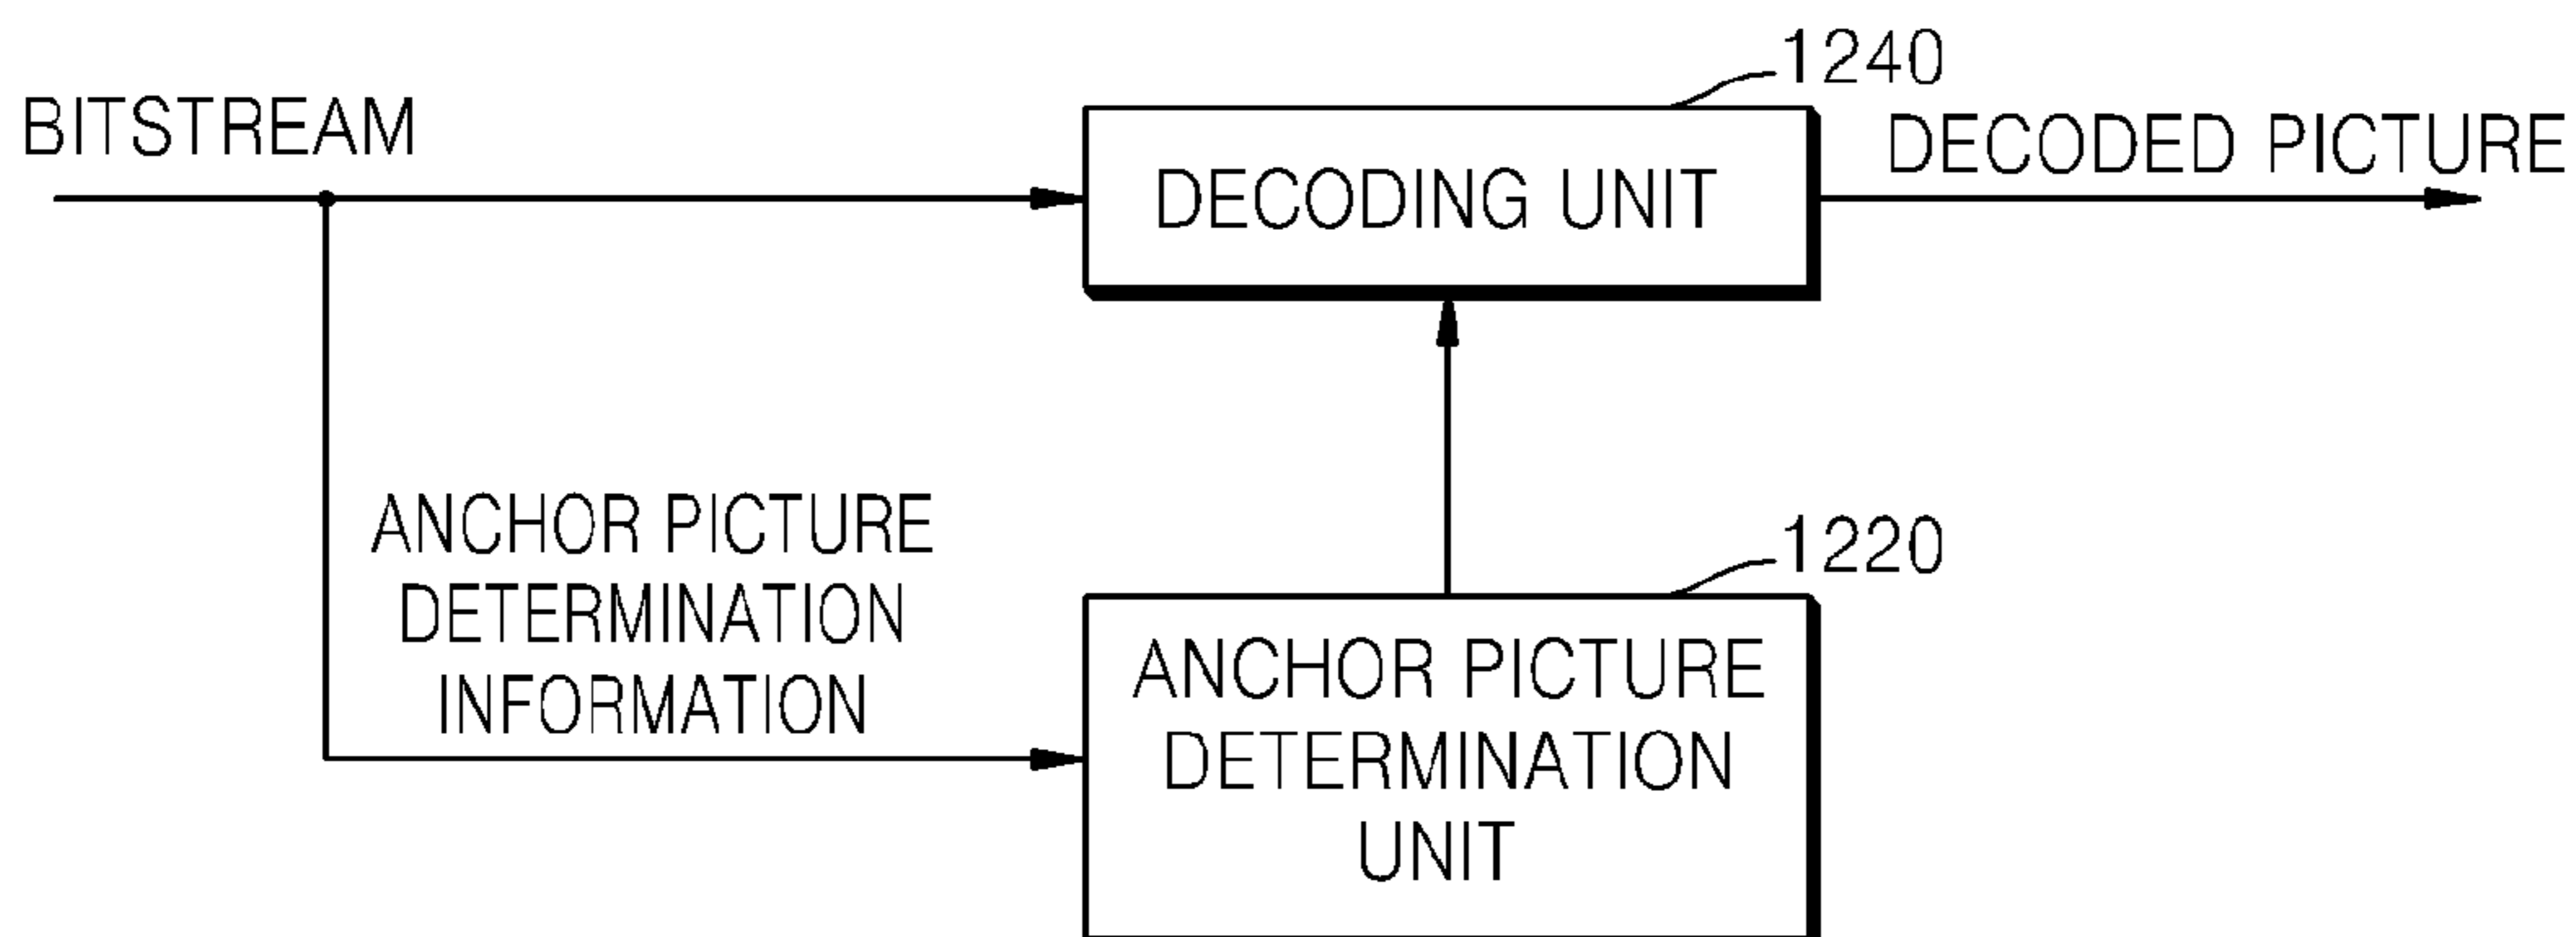 1240
BITSTREAM
DECODED PICTURE
DECODING UNIT
ANCHOR PICTURE
DETERMINATION
INFORMATION
1220
ANCHOR PICTURE
DETERMINATION
UNIT